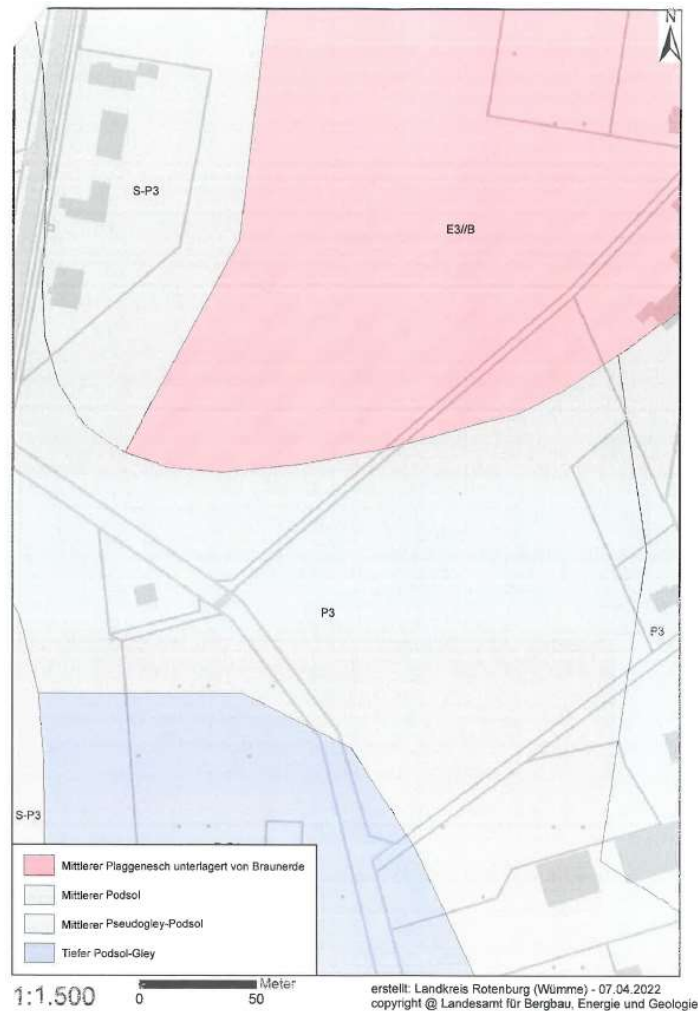 N
S-P3
E3//B
P3
P3
S-P3
Mittlerer Plaggenesch unterlagert von Braunerde
Mittlerer Podsol
Mittlerer Pseudogley-Podsol
Tiefer Podsol-Gley
1:1.500
0
50
Meter
erstellt: Landkreis Rotenburg (Wümme) - 07.04.2022
copyright @ Landesamt für Bergbau, Energie und Geologie